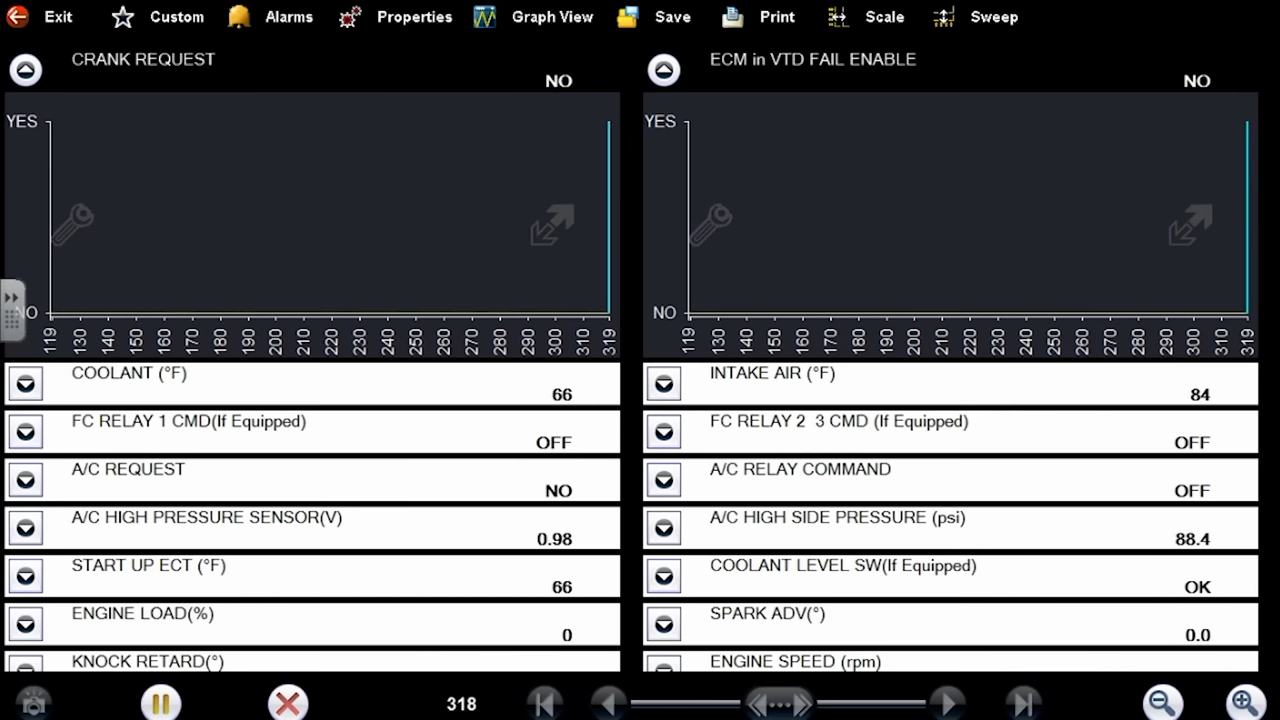 Exit Custom Alarms Properties Graph View Save Print Scale Sweep
CRANK REQUEST
NO
YES
NO
119 130 140 150 160 170 180 190 200 210 220 230 240 250 260 270 280 290 300 310 319
ECM in VTD FAIL ENABLE
NO
YES
NO
119 130 140 150 160 170 180 190 200 210 220 230 240 250 260 270 280 290 300 310 319
COOLANT (°F)
66
INTAKE AIR (°F)
84
FC RELAY 1 CMD(If Equipped)
OFF
FC RELAY 2  3 CMD (If Equipped)
OFF
A/C REQUEST
NO
A/C RELAY COMMAND
OFF
A/C HIGH PRESSURE SENSOR(V)
0.98
A/C HIGH SIDE PRESSURE (psi)
88.4
START UP ECT (°F)
66
COOLANT LEVEL SW(If Equipped)
OK
ENGINE LOAD(%)
0
SPARK ADV(°)
0.0
KNOCK RETARD(°)
ENGINE SPEED (rpm)
318